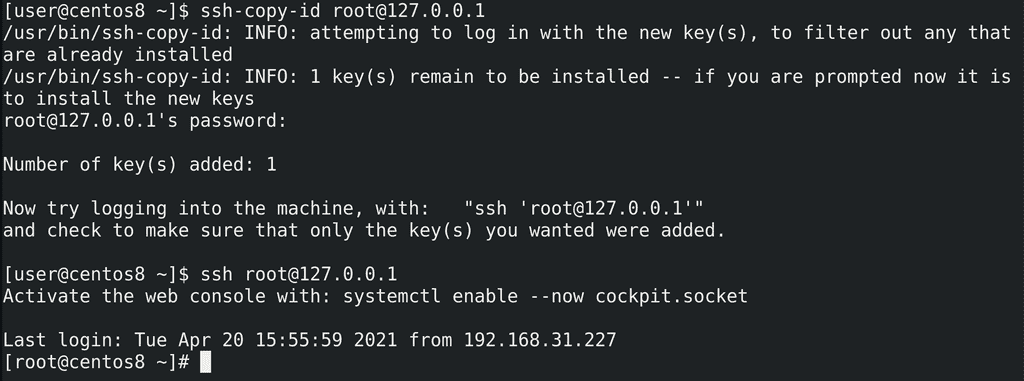 [user@centos8 ~]$ ssh-copy-id root@127.0.0.1
/usr/bin/ssh-copy-id: INFO: attempting to log in with the new key(s), to filter out any that
are already installed
/usr/bin/ssh-copy-id: INFO: 1 key(s) remain to be installed -- if you are prompted now it is
to install the new keys
root@127.0.0.1's password:

Number of key(s) added: 1

Now try logging into the machine, with:   "ssh 'root@127.0.0.1'"
and check to make sure that only the key(s) you wanted were added.

[user@centos8 ~]$ ssh root@127.0.0.1
Activate the web console with: systemctl enable --now cockpit.socket

Last login: Tue Apr 20 15:55:59 2021 from 192.168.31.227
[root@centos8 ~]#